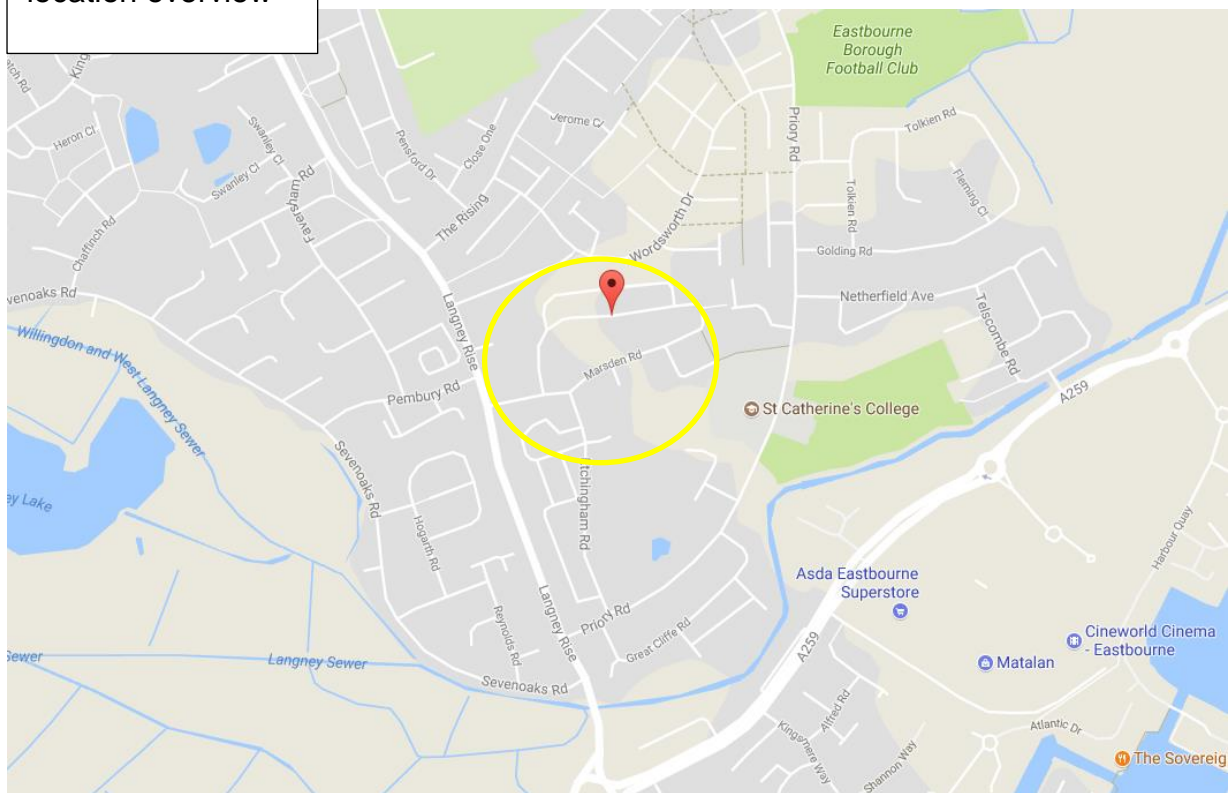 location overview
Eastbourne
Borough
Football Club
Heron Cl
Swanley Cl
Swanley Cl
Faversham Rd
Chaffinch Rd
Pensford Dr
Close One
Jerome Cl
The Rising
Priory Rd
Tolkien Rd
Tolkien Rd
Fleming Cl
Wordsworth Dr
Golding Rd
Netherfield Ave
Telscombe Rd
venoaks Rd
Willingdon and West Langney Sewer
Langney Rise
Marsden Rd
Pembury Rd
St Catherine's College
A259
Sevenoaks Rd
ey Lake
Hogarth Rd
Etchingham Rd
Harbour Quay
Asda Eastbourne
Superstore
Reynolds Rd
Langney Rise
Priory Rd
Great Cliffe Rd
A259
Cineworld Cinema
- Eastbourne
Matalan
Sewer
Langney Sewer
Sevenoaks Rd
Alfred Rd
Kingsmere Way
Shannon Way
Atlantic Dr
The Sovereig